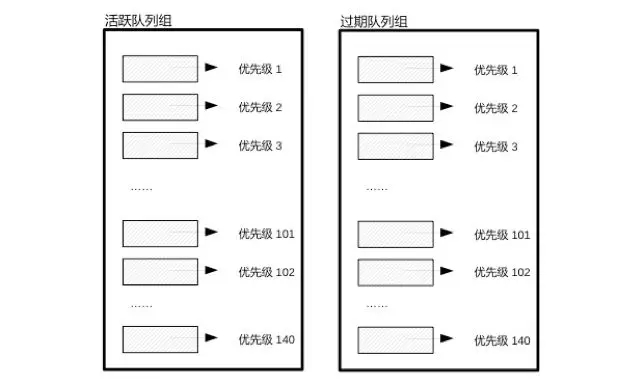 活跃队列组
优先级 1
优先级 2
优先级 3
......
优先级 101
优先级 102
......
优先级 140
过期队列组
优先级 1
优先级 2
优先级 3
......
优先级 101
优先级 102
......
优先级 140